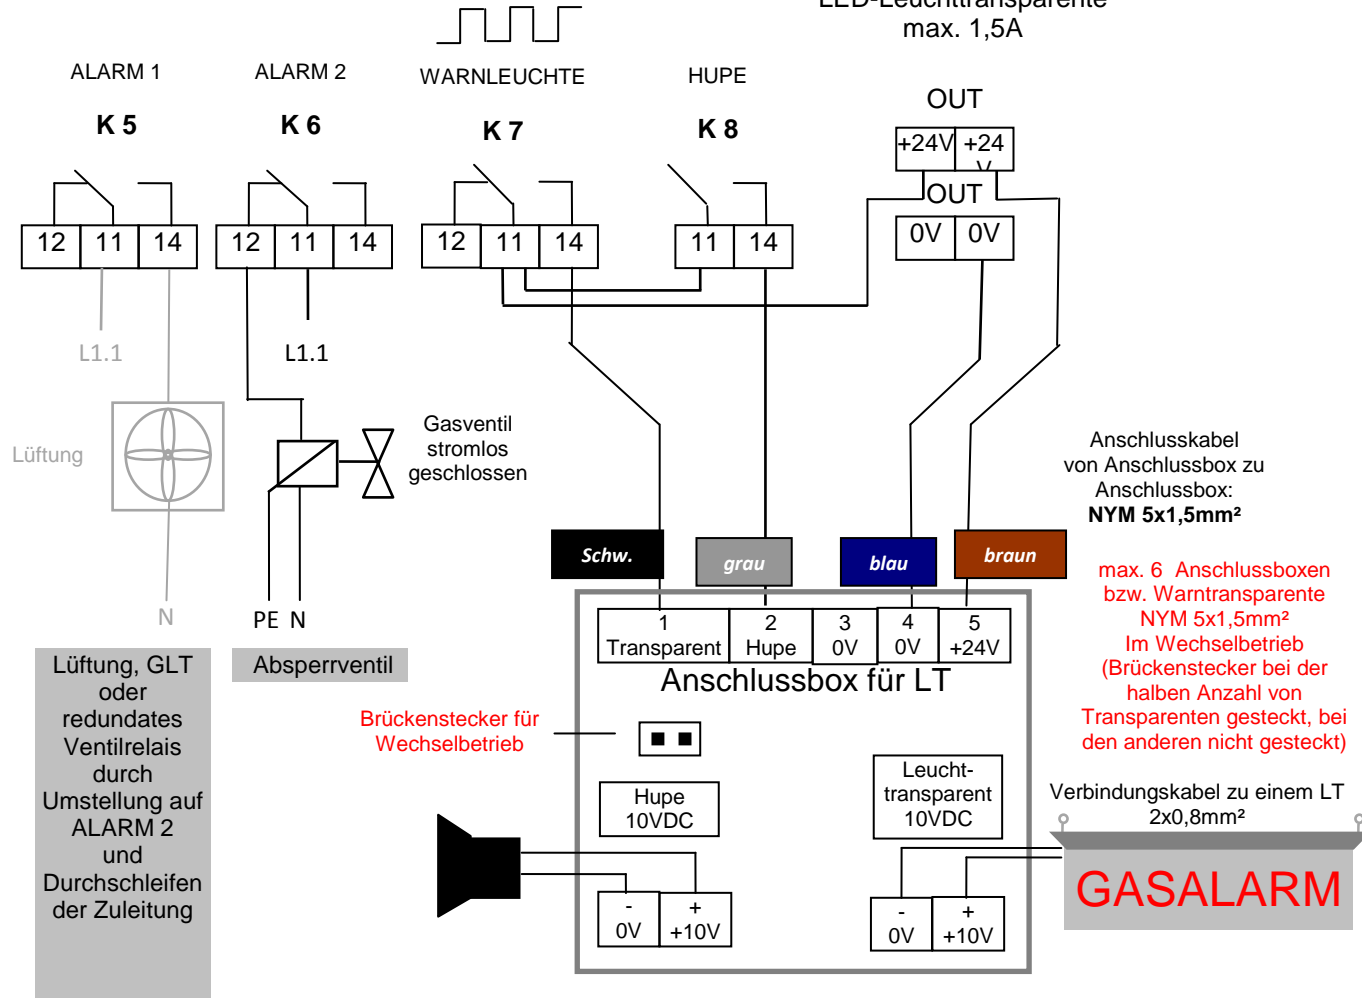 LED-Leuchttransparente
max. 1,5A
ALARM 1
ALARM 2
WARNLEUCHTE
HUPE
K 5
K 6
K 7
K 8
OUT
+24V
+24
V
OUT
0V
0V
12
11
14
12
11
14
12
11
14
11
14
L1.1
L1.1
Lüftung
Gasventil
stromlos
geschlossen
Anschlusskabel
von Anschlussbox zu
Anschlussbox:
NYM 5x1,5mm²
Schw.
grau
blau
braun
max. 6 Anschlussboxen
bzw. Warntransparente
NYM 5x1,5mm²
Im Wechselbetrieb
(Brückenstecker bei der
halben Anzahl von
Transparenten gesteckt, bei
den anderen nicht gesteckt)
N
PE N
1
Transparent
2
Hupe
3
0V
4
0V
5
+24V
Anschlussbox für LT
Lüftung, GLT
oder
redundates
Ventilrelais
durch
Umstellung auf
ALARM 2
und
Durchschleifen
der Zuleitung
Absperrventil
Brückenstecker für
Wechselbetrieb
Hupe
10VDC
Leucht-
transparent
10VDC
Verbindungskabel zu einem LT
2x0,8mm²
GASALARM
-
0V
+
+10V
-
0V
+
+10V